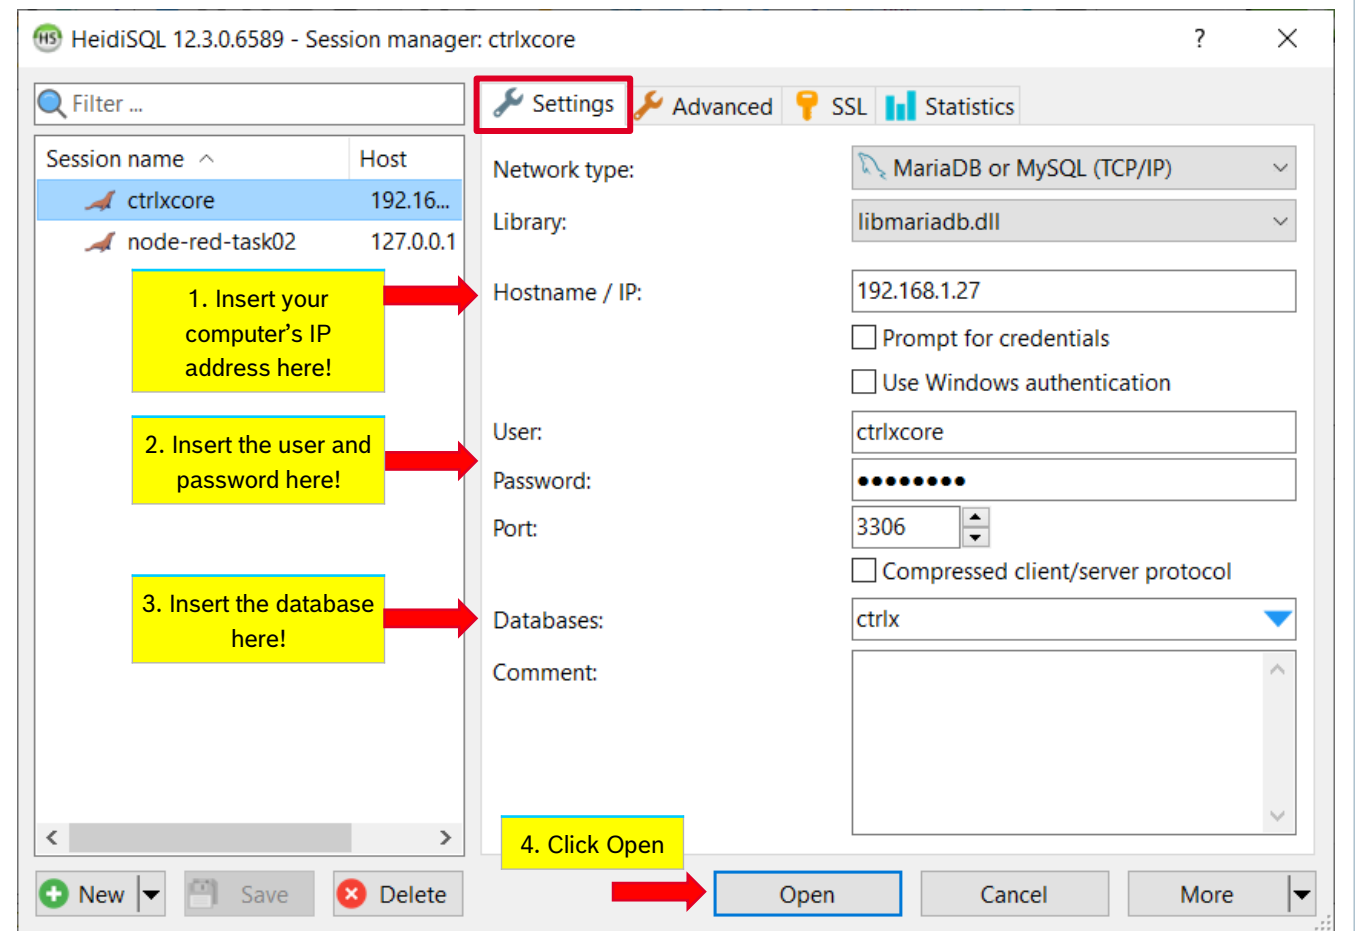 HS HeidiSQL 12.3.0.6589 - Session manager: ctrlxcore ?
Filter ...
Settings Advanced SSL Statistics
Session name Host
ctrlxcore 192.16...
node-red-task02 127.0.0.1
Network type: MariaDB or MySQL (TCP/IP)
Library: libmariadb.dll
1. Insert your
computer’s IP
address here!
Hostname / IP: 192.168.1.27
Prompt for credentials
Use Windows authentication
2. Insert the user and
password here!
User: ctrlxcore
Password: ••••••••
Port: 3306
Compressed client/server protocol
3. Insert the database
here!
Databases: ctrlx
Comment:
4. Click Open
New Save Delete Open Cancel More